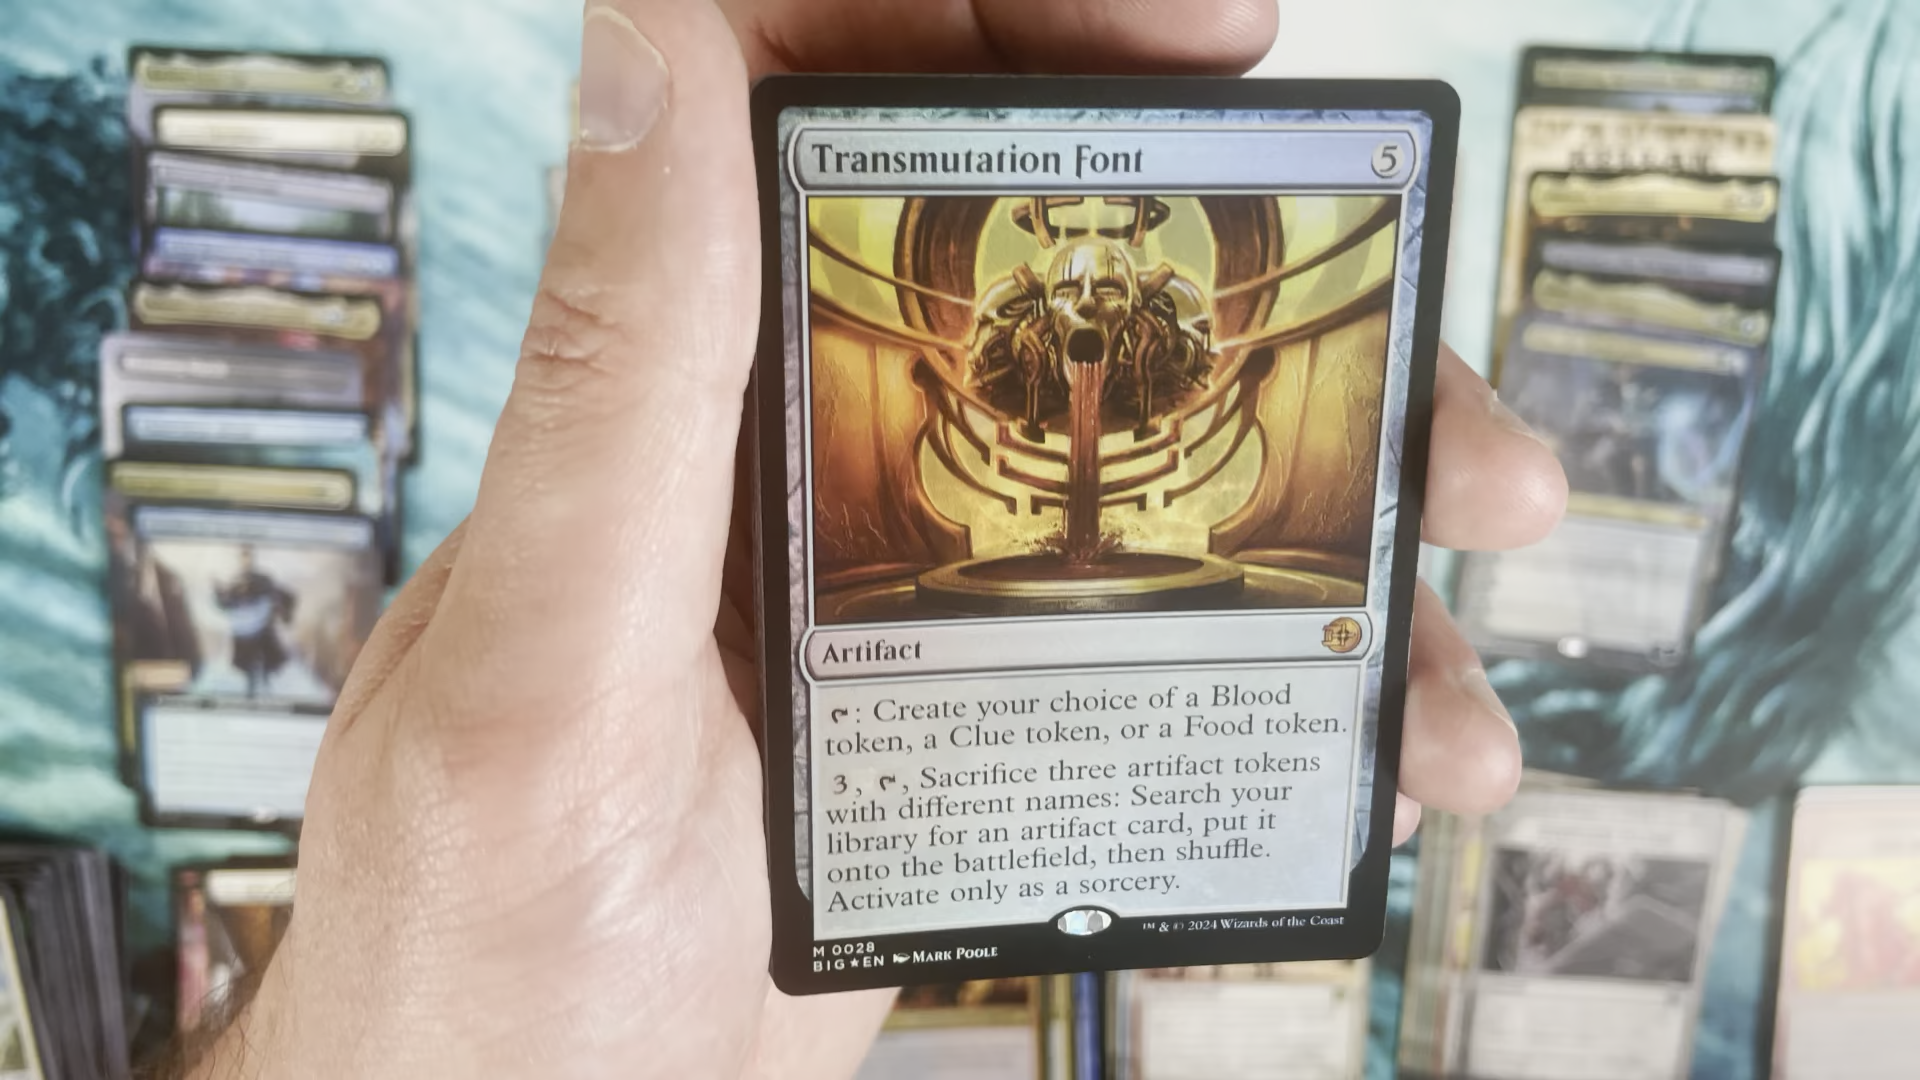 Transmutation Font 5
Artifact
: Create your choice of a Blood
token, a Clue token, or a Food token.
3, , Sacrifice three artifact tokens
with different names: Search your
library for an artifact card, put it
onto the battlefield, then shuffle.
Activate only as a sorcery.
M 0028
BIG★EN MARK POOLE
™ & © 2024 Wizards of the Coast